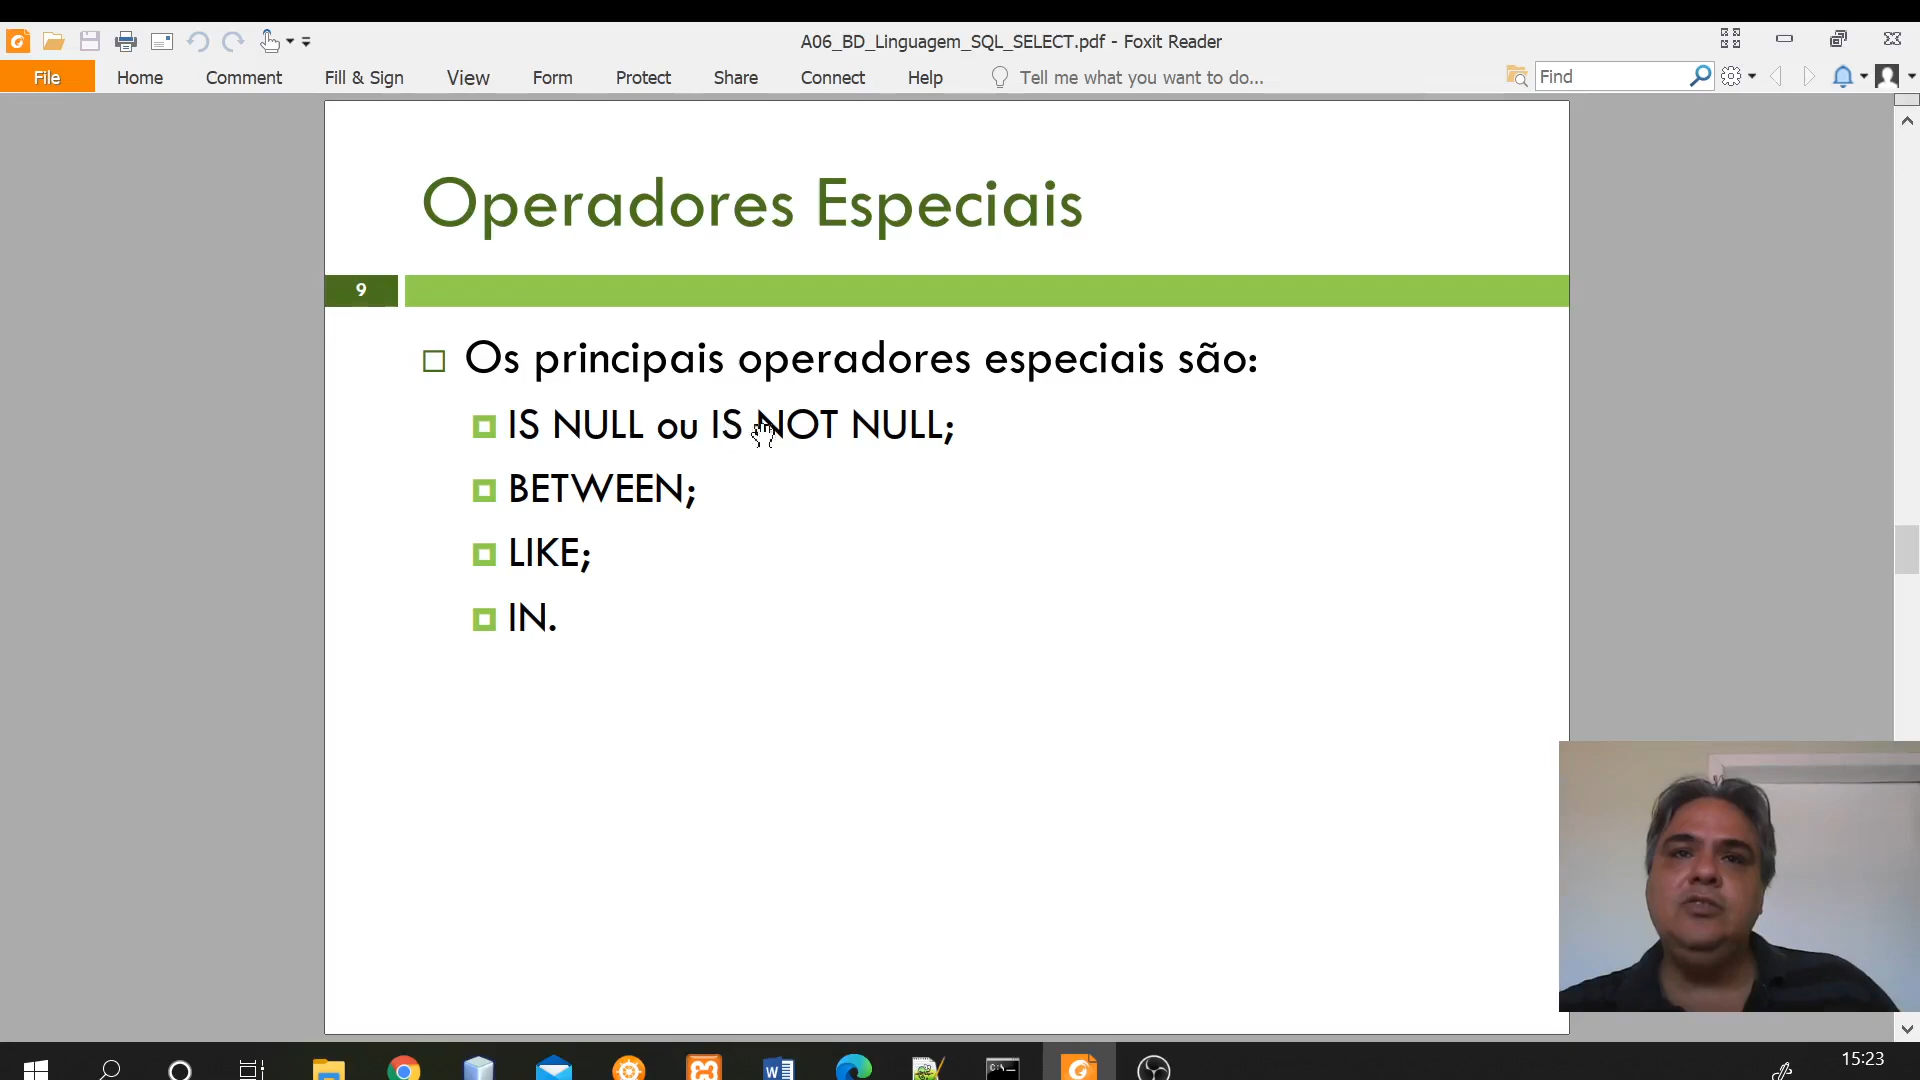 A06_BD_Linguagem_SQL_SELECT.pdf - Foxit Reader
File Home Comment Fill & Sign View Form Protect Share Connect Help Tell me what you want to do... Find
Operadores Especiais
9
Os principais operadores especiais são:
IS NULL ou IS NOT NULL;
BETWEEN;
LIKE;
IN.
15:23